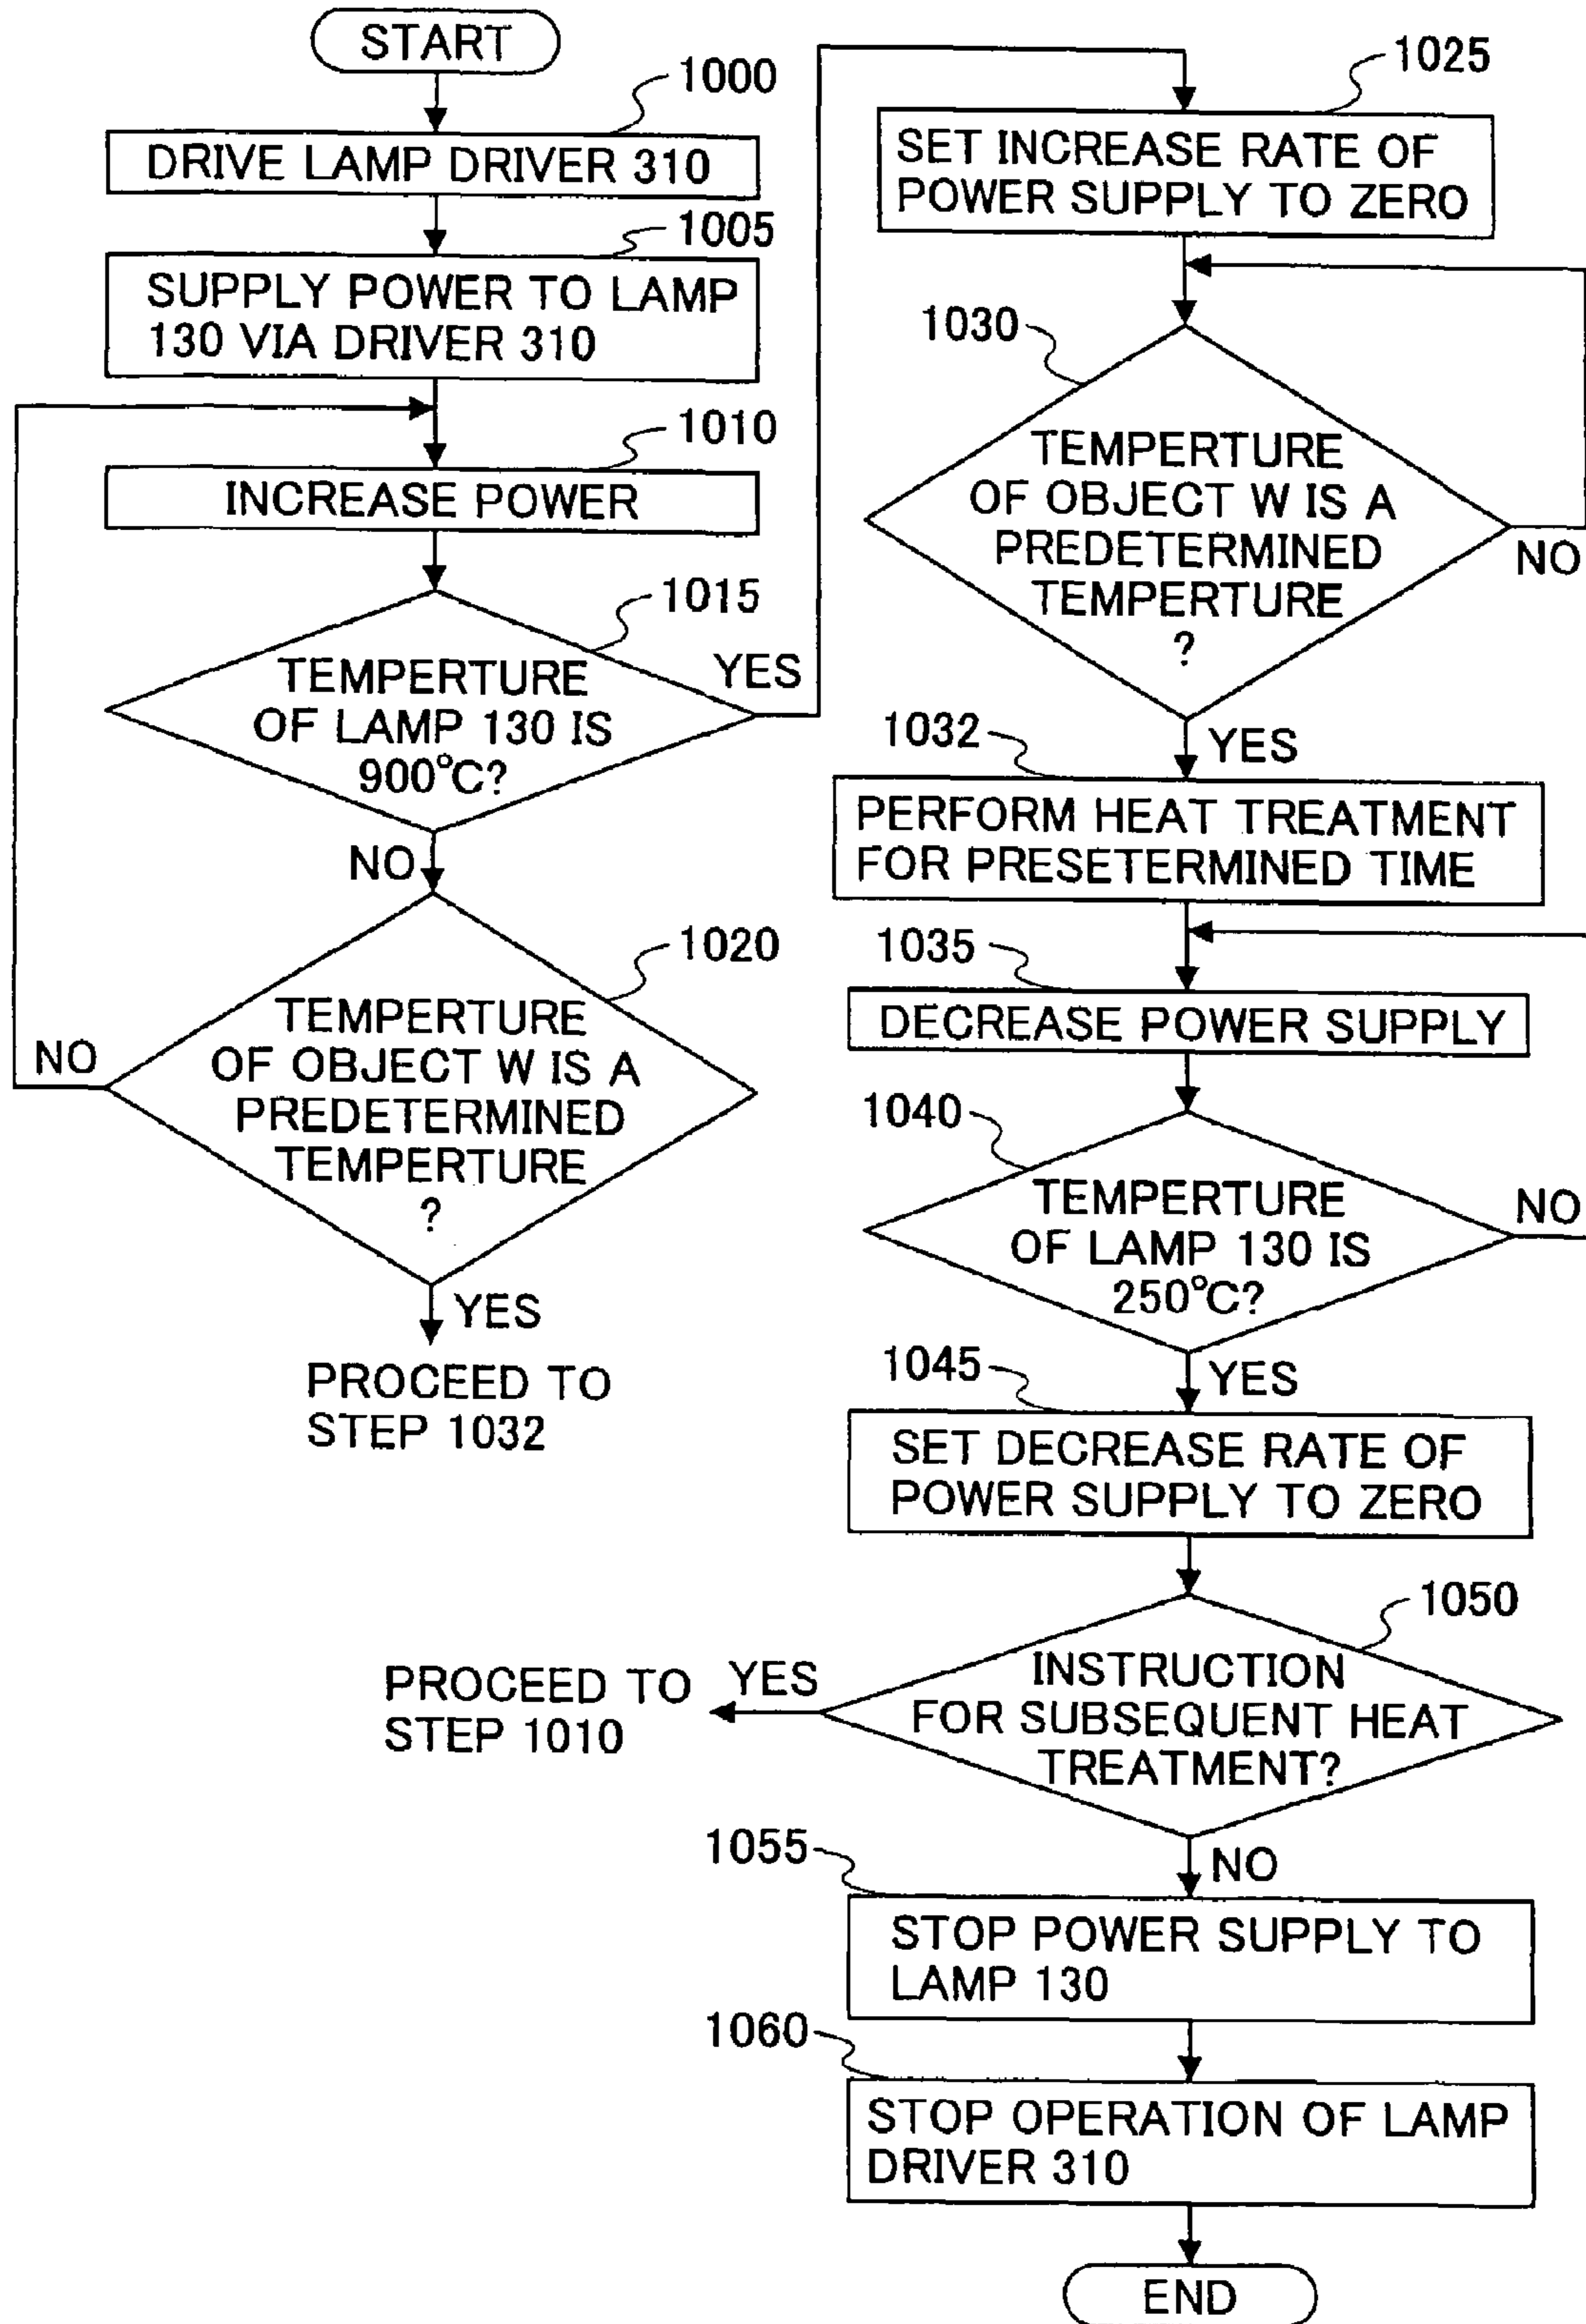 START
1000
DRIVE LAMP DRIVER 310
1005
SUPPLY POWER TO LAMP
130 VIA DRIVER 310
1010
INCREASE POWER
1015
TEMPERTURE
OF LAMP 130 IS
900°C?
YES
NO
1020
TEMPERTURE
OF OBJECT W IS A
PREDETERMINED
TEMPERTURE
?
NO
YES
PROCEED TO
STEP 1032
1025
SET INCREASE RATE OF
POWER SUPPLY TO ZERO
1030
TEMPERTURE
OF OBJECT W IS A
PREDETERMINED
TEMPERTURE
?
NO
YES
1032
PERFORM HEAT TREATMENT
FOR PRESETERMINED TIME
1035
DECREASE POWER SUPPLY
1040
TEMPERTURE
OF LAMP 130 IS
250°C?
NO
YES
1045
SET DECREASE RATE OF
POWER SUPPLY TO ZERO
1050
INSTRUCTION
FOR SUBSEQUENT HEAT
TREATMENT?
YES
PROCEED TO
STEP 1010
NO
1055
STOP POWER SUPPLY TO
LAMP 130
1060
STOP OPERATION OF LAMP
DRIVER 310
END